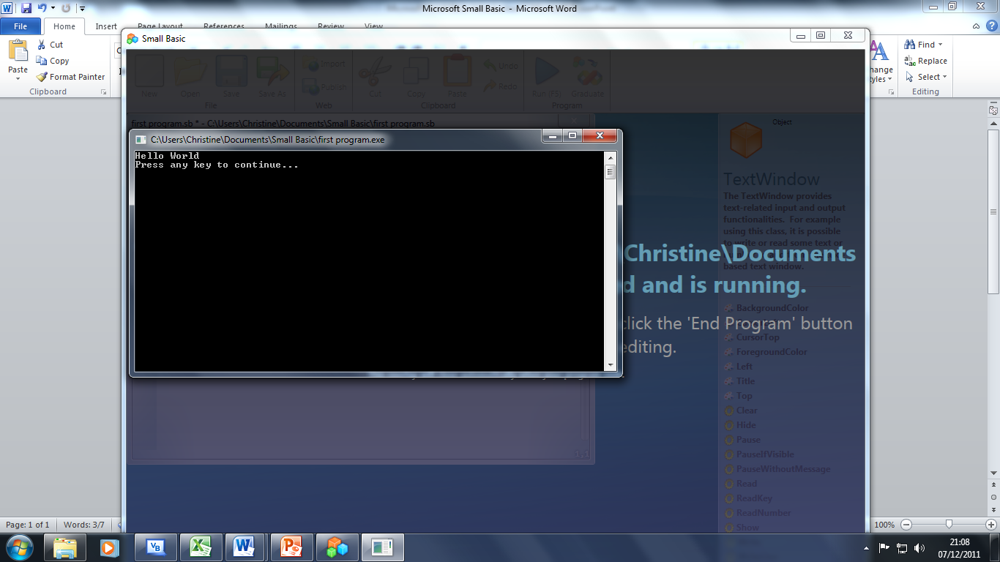 Microsoft Small Basic - Microsoft Word
File Home Insert Page Layout References Mailings Review View
Small Basic
Paste
Cut
Copy
Format Painter
Clipboard
Find
Replace
Select
Editing
New Open Save Save As
Import
Publish
Cut Copy Paste
Undo
Redo
Run (F5) Graduate
File Web Clipboard Program
first program.sb * - C:\Users\Christine\Documents\Small Basic\first program.sb
C:\Users\Christine\Documents\Small Basic\first program.exe
Hello World
Press any key to continue...
Object
TextWindow
The TextWindow provides
text-related input and output
functionalities. For example
using this class, it is possible
to write or read some text or
based text window.
\Christine\Documents
d and is running.
click the 'End Program' button
editing.
BackgroundColor
CursorTop
ForegroundColor
Left
Title
Top
Clear
Hide
Pause
PauseIfVisible
PauseWithoutMessage
Read
ReadKey
ReadNumber
Show
1,1
Page: 1 of 1 Words: 3/7
100%
21:08
07/12/2011